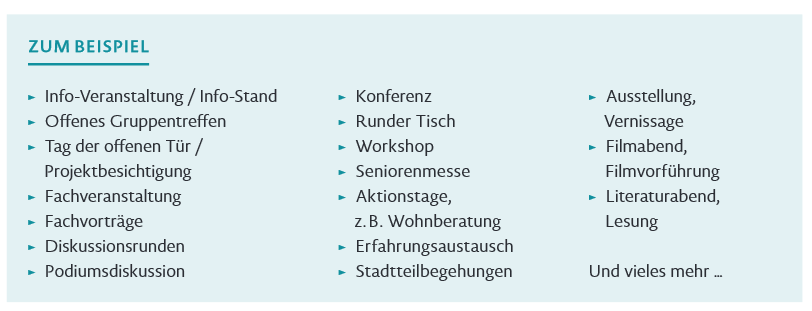 ZUM BEISPIEL
► Info-Veranstaltung / Info-Stand
► Offenes Gruppentreffen
► Tag der offenen Tür /
Projektbesichtigung
► Fachveranstaltung
► Fachvorträge
► Diskussionsrunden
► Podiumsdiskussion
► Konferenz
► Runder Tisch
► Workshop
► Seniorenmesse
► Aktionstage,
z. B. Wohnberatung
► Erfahrungsaustausch
► Stadtteilbegehungen
► Ausstellung,
Vernissage
► Filmabend,
Filmvorführung
► Literaturabend,
Lesung
Und vieles mehr ...